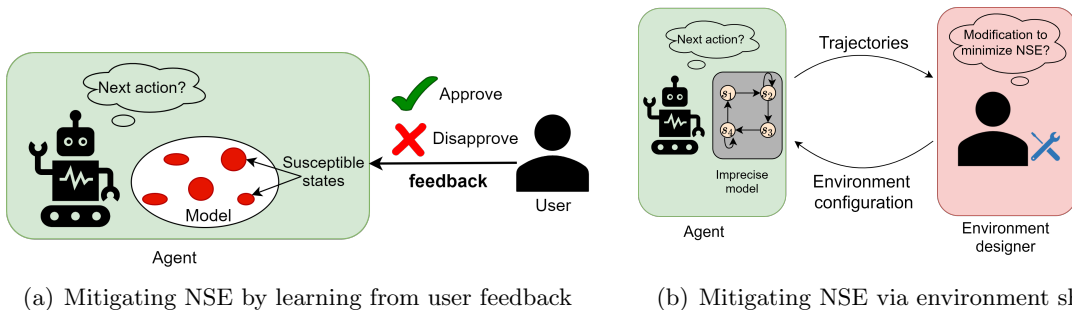 Next action?
Approve
Disapprove
Susceptible
states
feedback
Model
User
Agent
(a) Mitigating NSE by learning from user feedback
Next action?
s1
s2
s4
s3
Imprecise
model
Agent
Trajectories
Environment
configuration
Modification to
minimize NSE?
Environment
designer
(b) Mitigating NSE via environment